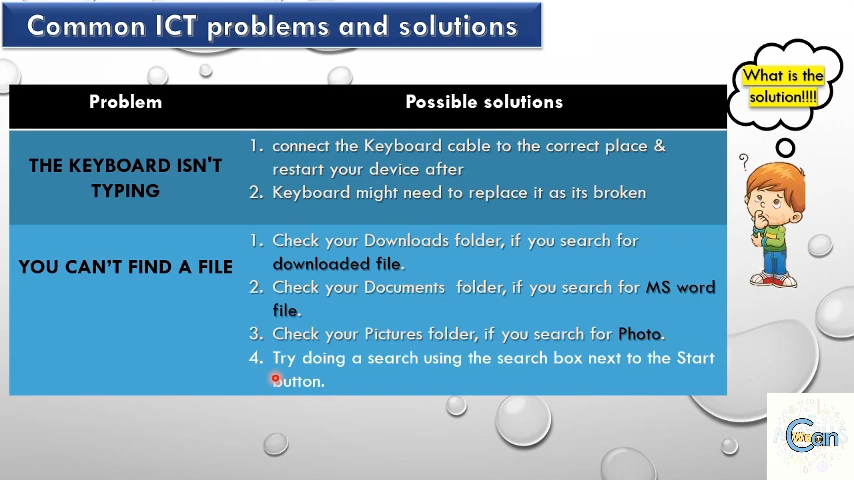 Common ICT problems and solutions
What is the
solution!!!!
?
Problem
Possible solutions
THE KEYBOARD ISN'T
TYPING
1. connect the Keyboard cable to the correct place &
restart your device after
2. Keyboard might need to replace it as its broken
YOU CAN'T FIND A FILE
1. Check your Downloads folder, if you search for
downloaded file.
2. Check your Documents folder, if you search for MS word
file.
3. Check your Pictures folder, if you search for Photo.
4. Try doing a search using the search box next to the Start
button.
Can